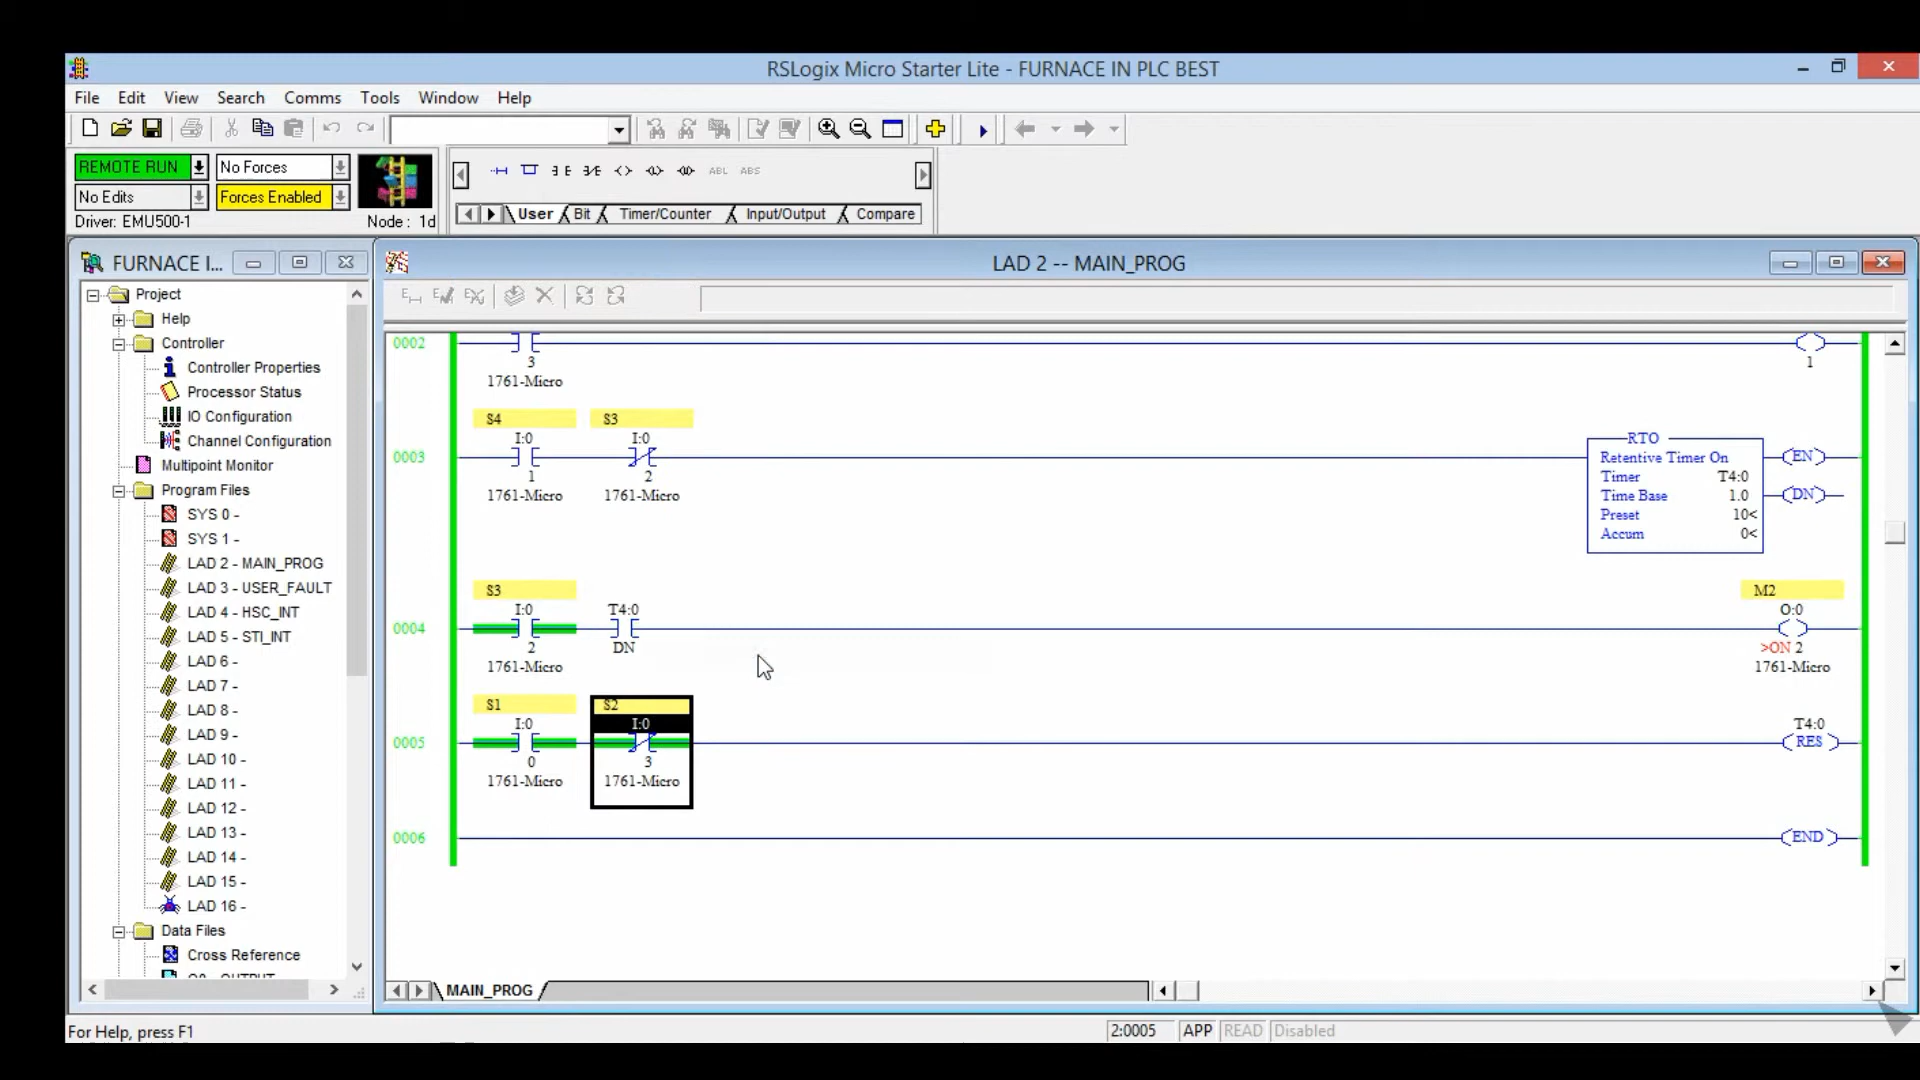 RSLogix Micro Starter Lite - FURNACE IN PLC BEST
File Edit View Search Comms Tools Window Help
REMOTE RUN No Forces
No Edits Forces Enabled
Driver: EMU500-1 Node : 1d
ABL ABS
User Bit Timer/Counter Input/Output Compare
FURNACE I...
Project
Help
Controller
Controller Properties
Processor Status
IO Configuration
Channel Configuration
Multipoint Monitor
Program Files
SYS 0 -
SYS 1 -
LAD 2 - MAIN_PROG
LAD 3 - USER_FAULT
LAD 4 - HSC_INT
LAD 5 - STI_INT
LAD 6 -
LAD 7 -
LAD 8 -
LAD 9 -
LAD 10 -
LAD 11 -
LAD 12 -
LAD 13 -
LAD 14 -
LAD 15 -
LAD 16 -
Data Files
Cross Reference
LAD 2 -- MAIN_PROG
0002
3 1
1761-Micro
S4 S3
I:0 I:0
0003
1 2
1761-Micro 1761-Micro
RTO
Retentive Timer On EN
Timer T4:0
Time Base 1.0 DN
Preset 10<
Accum 0<
S3 M2
I:0 T4:0 O:0
0004
2 DN >ON 2
1761-Micro 1761-Micro
S1 S2
I:0 I:0 T4:0
0005 RES
0 3
1761-Micro 1761-Micro
0006 END
MAIN_PROG
For Help, press F1 2:0005 APP READ Disabled